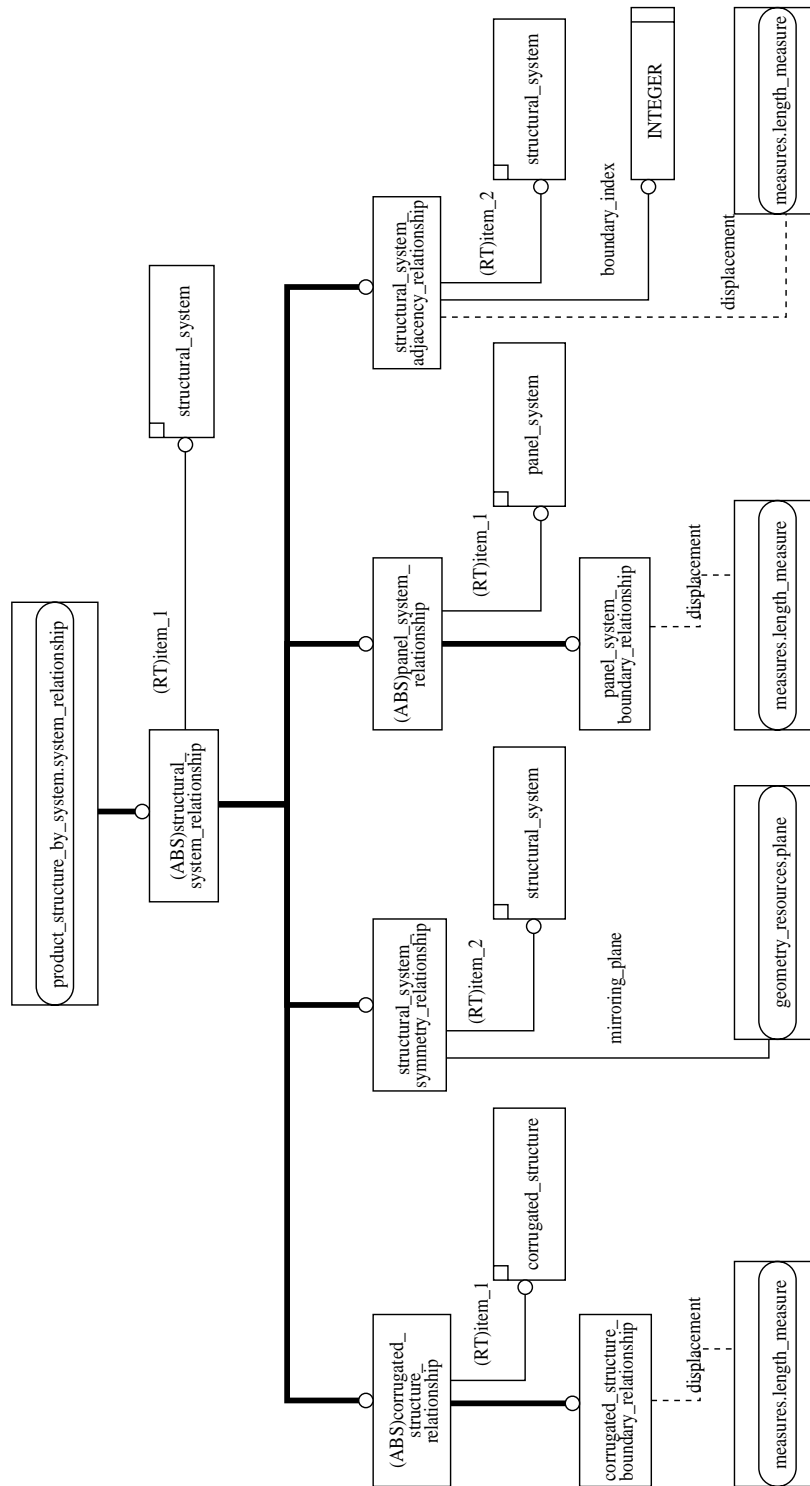 product_structure_by_system.system_relationship
(RT)item_1
structural_system
(ABS)structural_
system_relationship
(ABS)corrugated_
structure_
relationship
(RT)item_1
corrugated_structure
corrugated_structure_
boundary_relationship
displacement
measures.length_measure
structural_system_
symmetry_relationship
(RT)item_2
structural_system
mirroring_plane
geometry_resources.plane
(ABS)panel_system_
relationship
(RT)item_1
panel_system
panel_system_
boundary_relationship
displacement
measures.length_measure
structural_system_
adjacency_relationship
(RT)item_2
structural_system
boundary_index
INTEGER
displacement
measures.length_measure